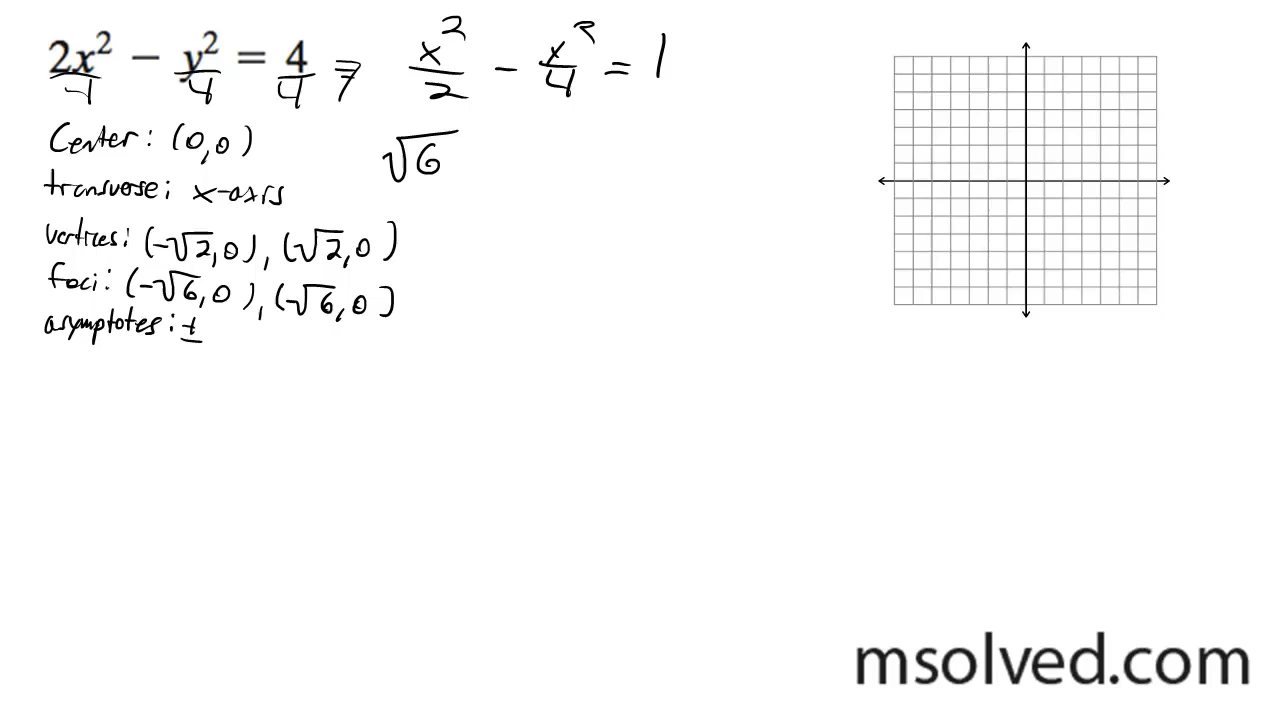 2x²/4 − y²/4 = 4/4 ⇒ x²/2 − x²/4 = 1
Center: (0,0)
√6
transverse: x-axis
vertices: (-√2,0), (√2,0)
foci: (-√6,0), (√6,0)
asymptotes: ±
msolved.com